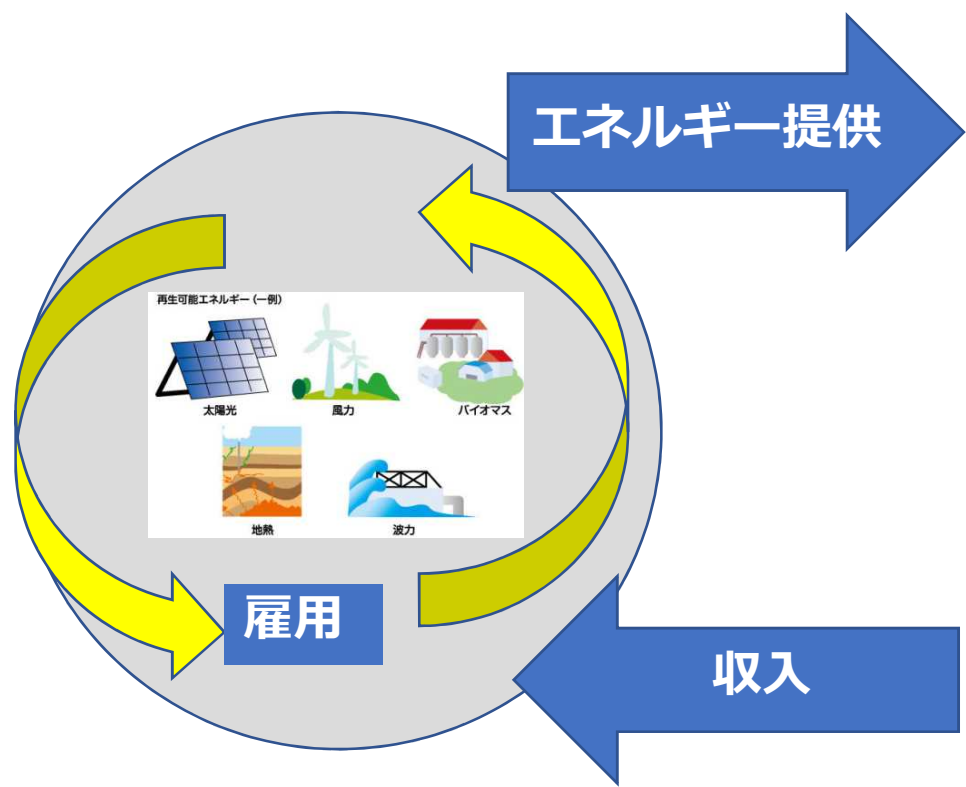 エネルギー提供
再生可能エネルギー（一例）
太陽光
風力
バイオマス
地熱
波力
雇用
収入